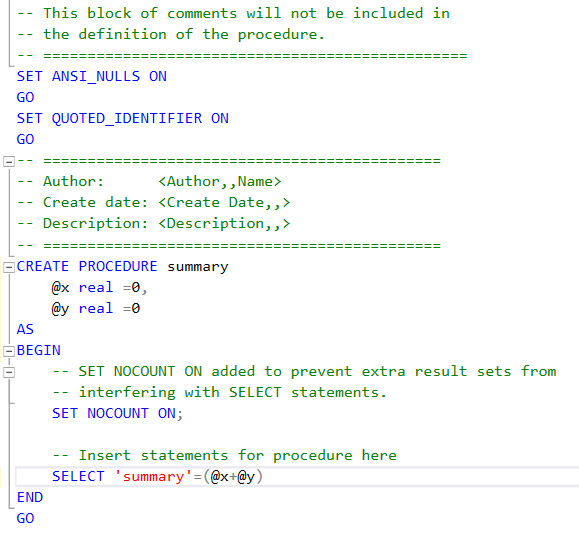 -- This block of comments will not be included in
-- the definition of the procedure.
-- ================================================
SET ANSI_NULLS ON
GO
SET QUOTED_IDENTIFIER ON
GO
-- =============================================
-- Author:      <Author,,Name>
-- Create date: <Create Date,,>
-- Description: <Description,,>
-- =============================================
CREATE PROCEDURE summary
    @x real =0,
    @y real =0
AS
BEGIN
    -- SET NOCOUNT ON added to prevent extra result sets from
    -- interfering with SELECT statements.
    SET NOCOUNT ON;
    -- Insert statements for procedure here
    SELECT 'summary'=(@x+@y)
END
GO